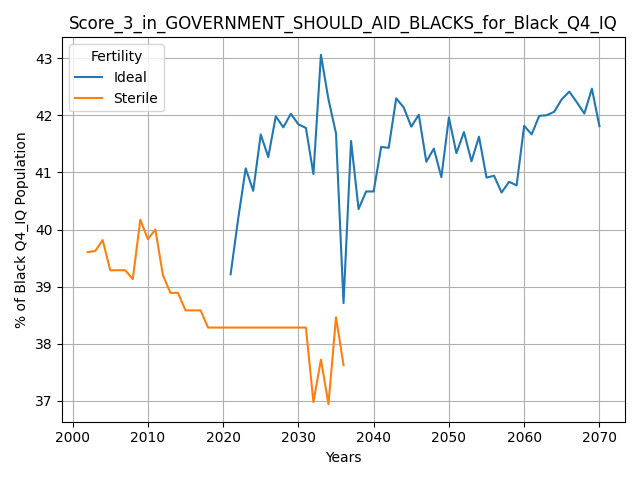 Score_3_in_GOVERNMENT_SHOULD_AID_BLACKS_for_Black_Q4_IQ
Fertility
Ideal
Sterile
% of Black Q4_IQ Population
43
42
41
40
39
38
37
2000 2010 2020 2030 2040 2050 2060 2070
Years